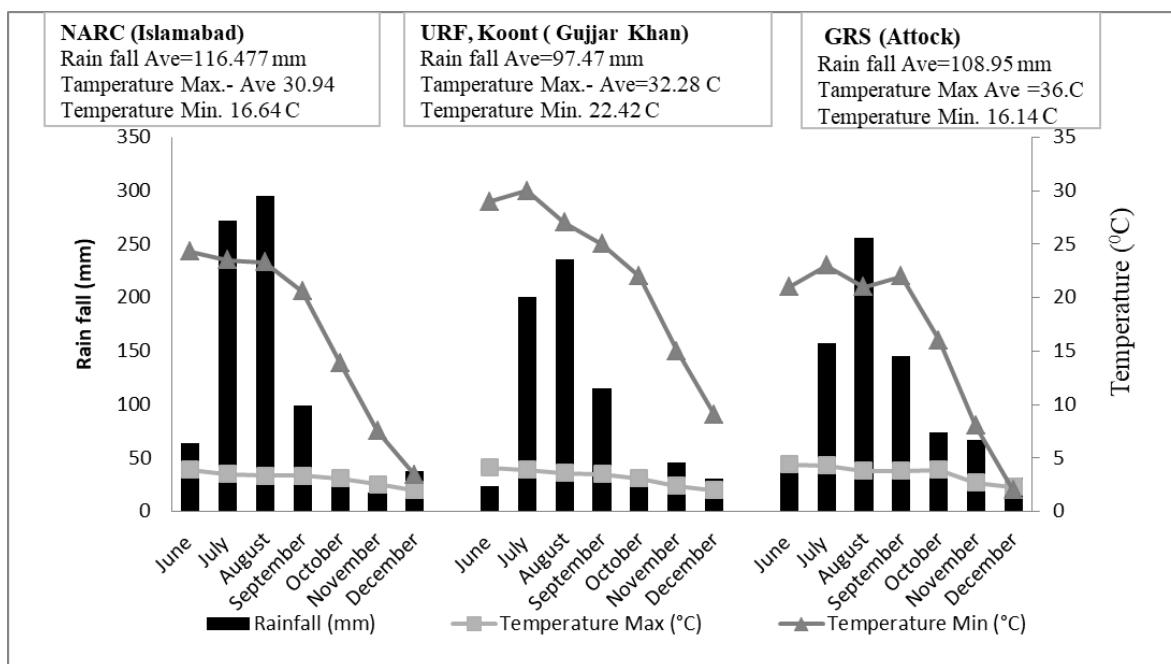 NARC (Islamabad)
Rain fall Ave=116.477 mm
Tamperature Max.- Ave 30.94
Temperature Min. 16.64 C
URF, Koont ( Gujjar Khan)
Rain fall Ave=97.47 mm
Tamperature Max.- Ave=32.28 C
Temperature Min. 22.42 C
GRS (Attock)
Rain fall Ave=108.95 mm
Tamperature Max Ave =36.C
Temperature Min. 16.14 C
350
300
250
200
150
100
50
0
Rain fall (mm)
35
30
25
20
15
10
5
0
Temperature (⁰C)
June
July
August
September
October
November
December
June
July
August
September
October
November
December
June
July
August
September
October
November
December
Rainfall (mm)
Temperature Max (°C)
Temperature Min (°C)